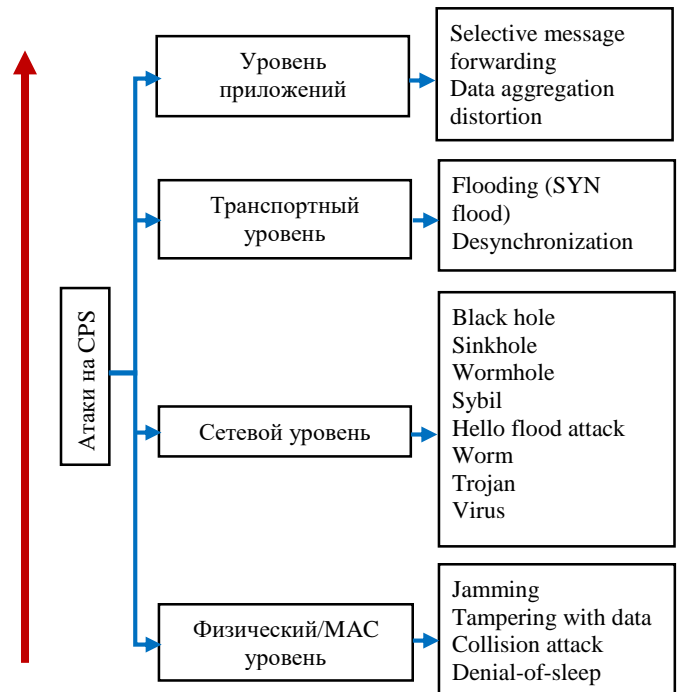 Атаки на CPS
Уровень
приложений
Selective message
forwarding
Data aggregation
distortion
Транспортный
уровень
Flooding (SYN
flood)
Desynchronization
Сетевой уровень
Black hole
Sinkhole
Wormhole
Sybil
Hello flood attack
Worm
Trojan
Virus
Физический/MAC
уровень
Jamming
Tampering with data
Collision attack
Denial-of-sleep